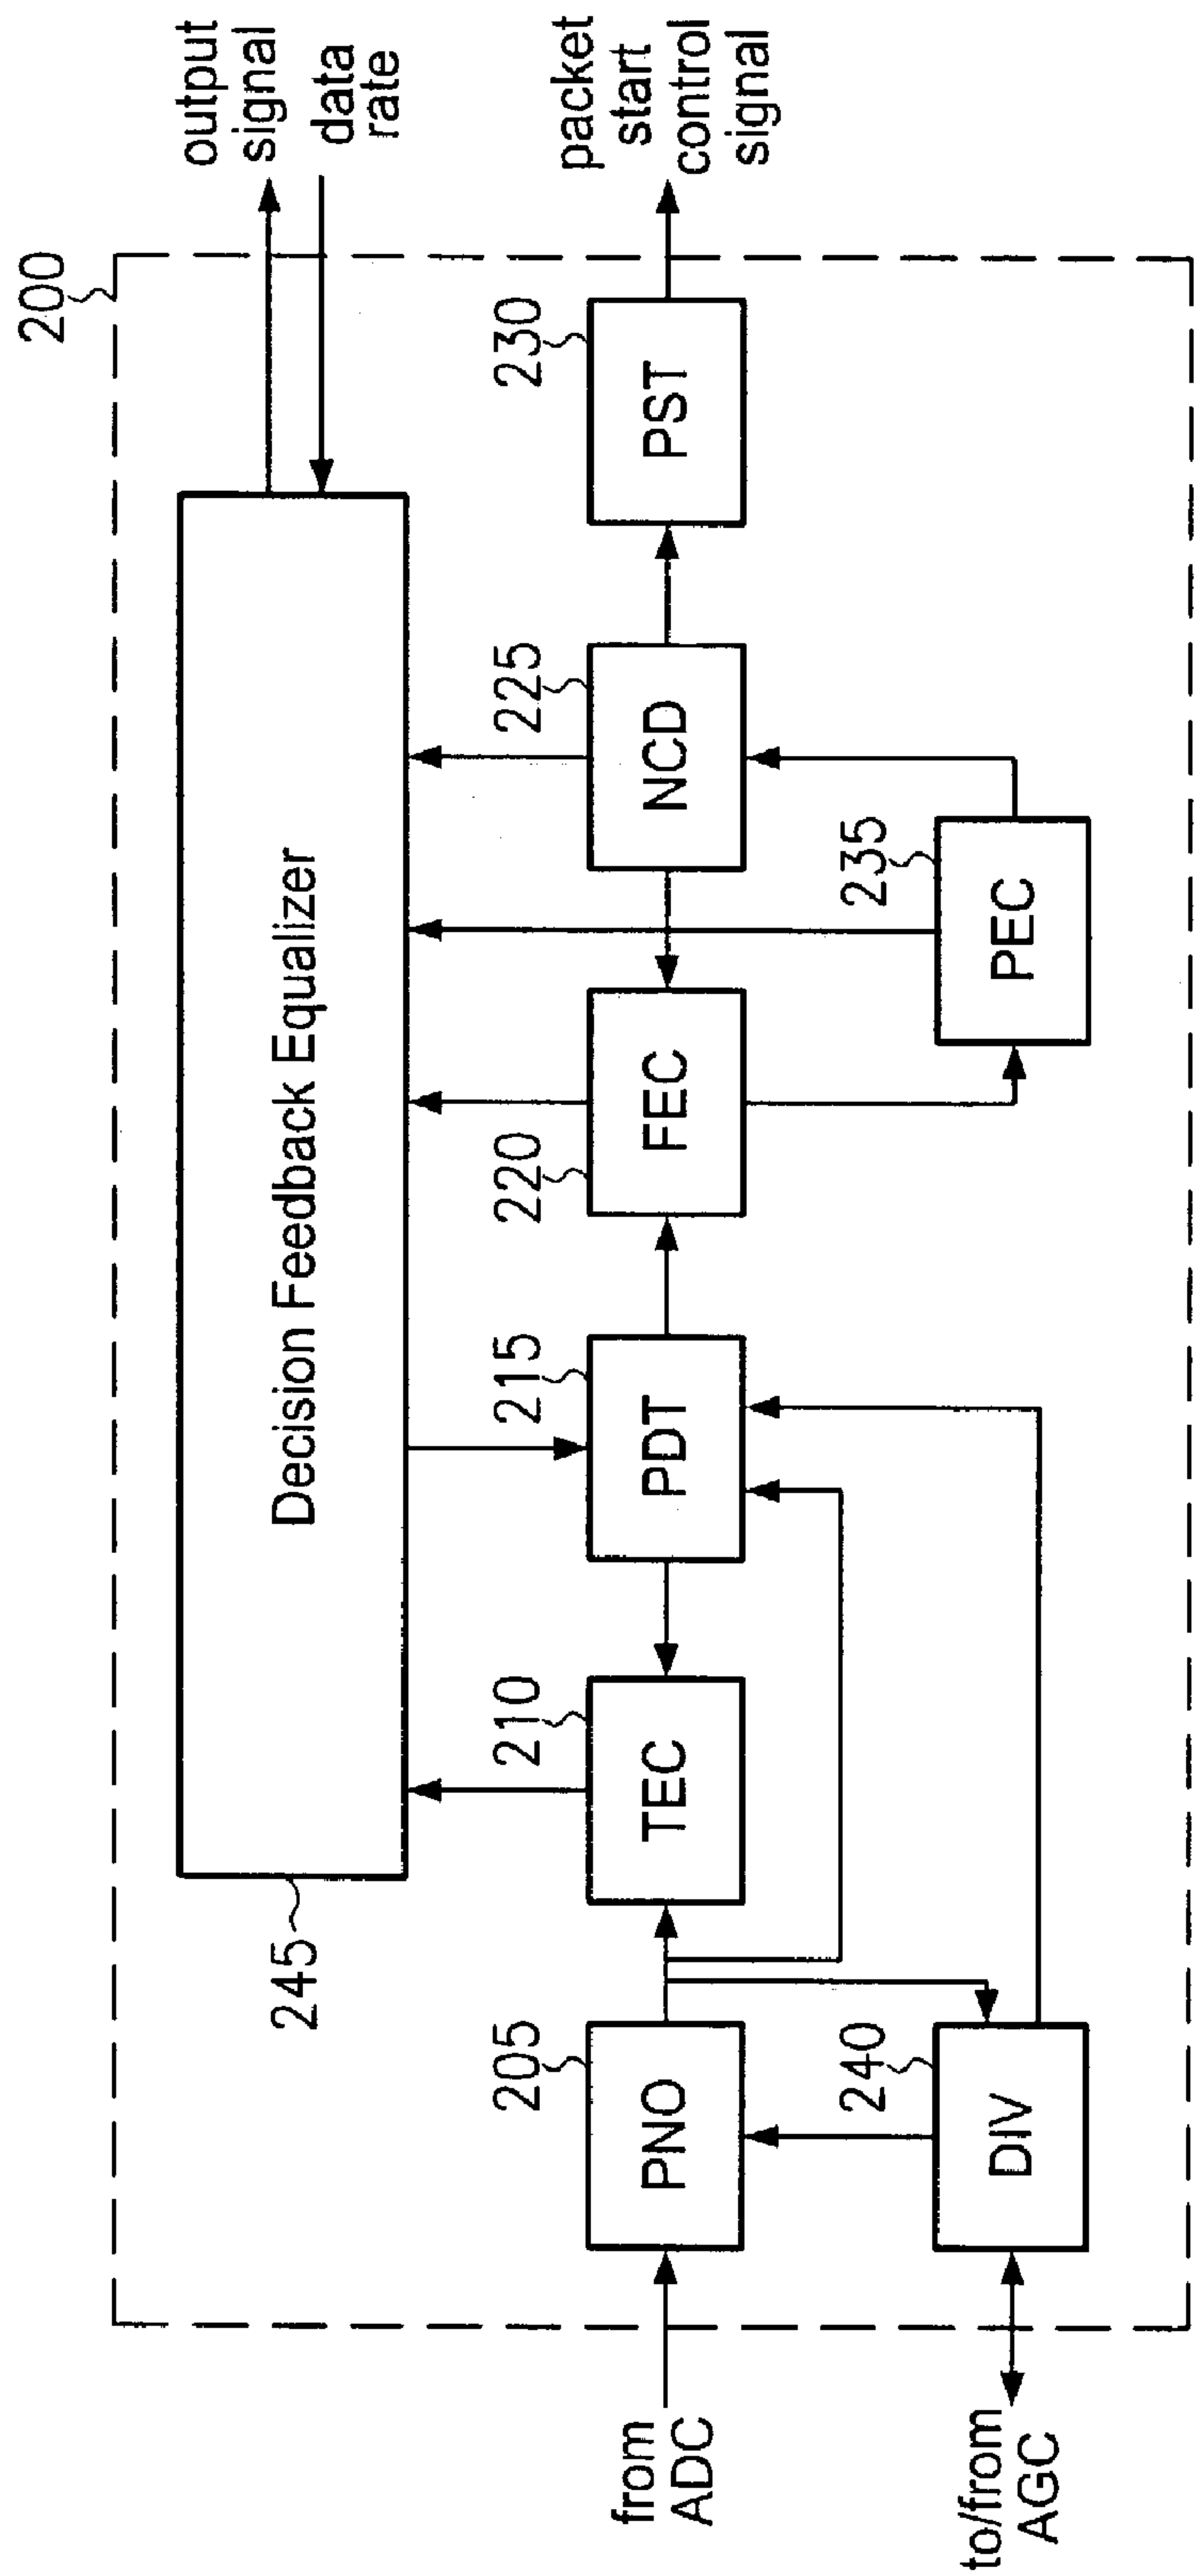 200
output
signal
data
rate
Decision Feedback Equalizer
245
packet
start
control
signal
from
ADC
205
PNO
210
TEC
215
PDT
220
FEC
225
NCD
230
PST
to/from
AGC
240
DIV
235
PEC